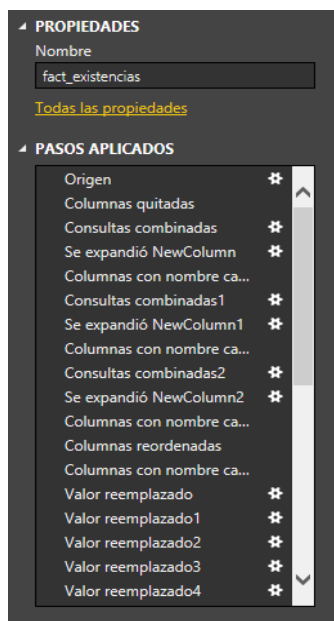 PROPIEDADES
Nombre
fact_existencias
Todas las propiedades
PASOS APLICADOS
Origen
Columnas quitadas
Consultas combinadas
Se expandió NewColumn
Columnas con nombre ca...
Consultas combinadas1
Se expandió NewColumn1
Columnas con nombre ca...
Consultas combinadas2
Se expandió NewColumn2
Columnas con nombre ca...
Columnas reordenadas
Columnas con nombre ca...
Valor reemplazado
Valor reemplazado1
Valor reemplazado2
Valor reemplazado3
Valor reemplazado4